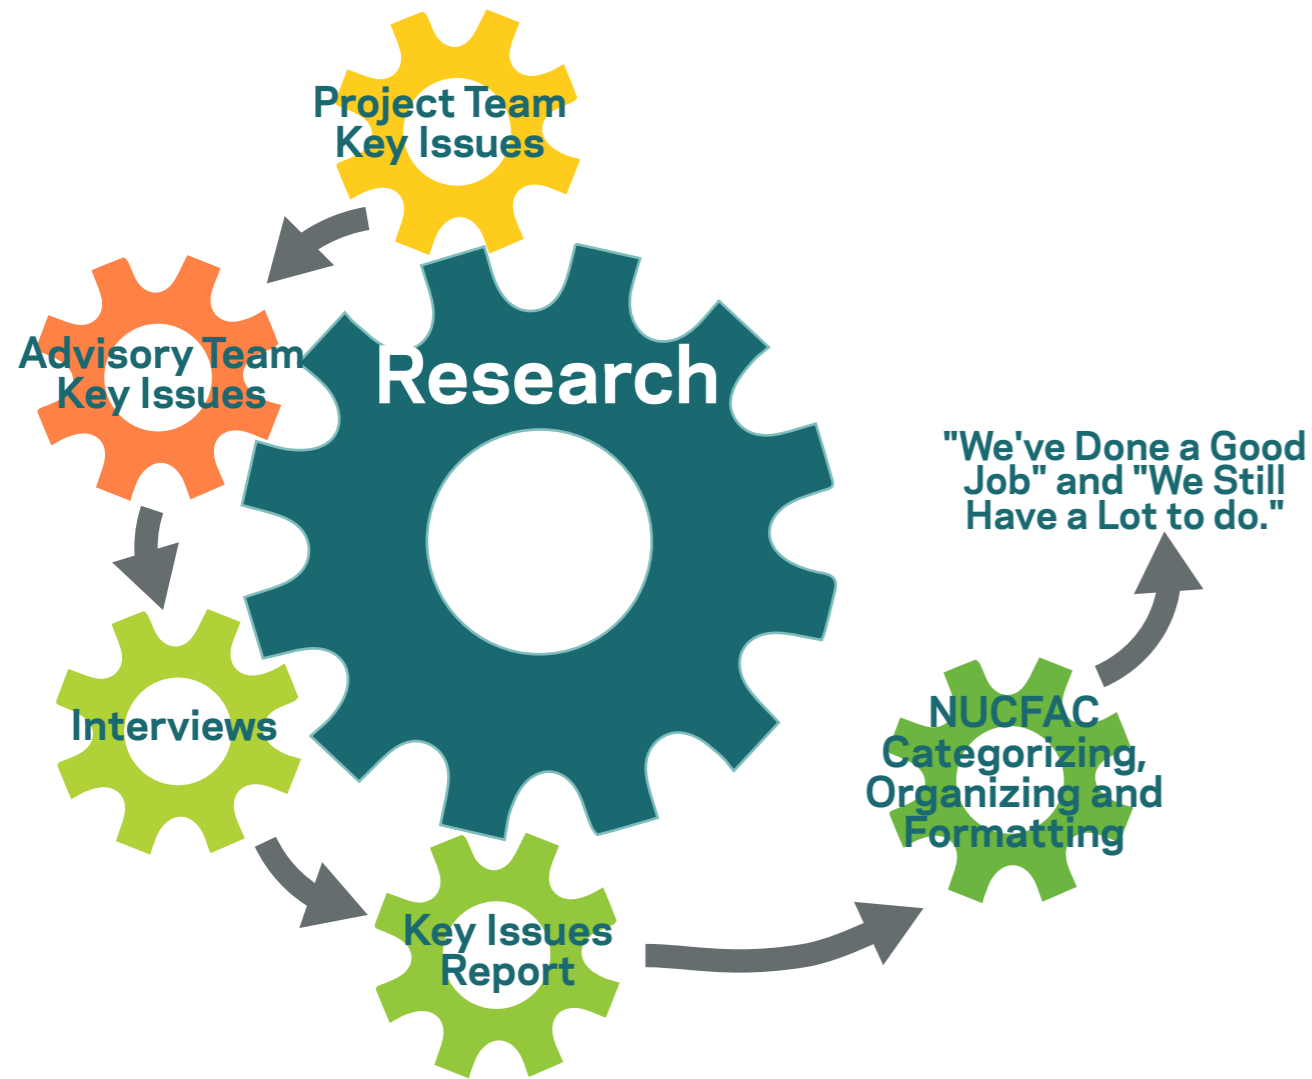 Project Team
Key Issues
Advisory Team
Key Issues
Research
"We've Done a Good
Job" and "We Still
Have a Lot to do."
Interviews
NUCFAC
Categorizing,
Organizing and
Formatting
Key Issues
Report